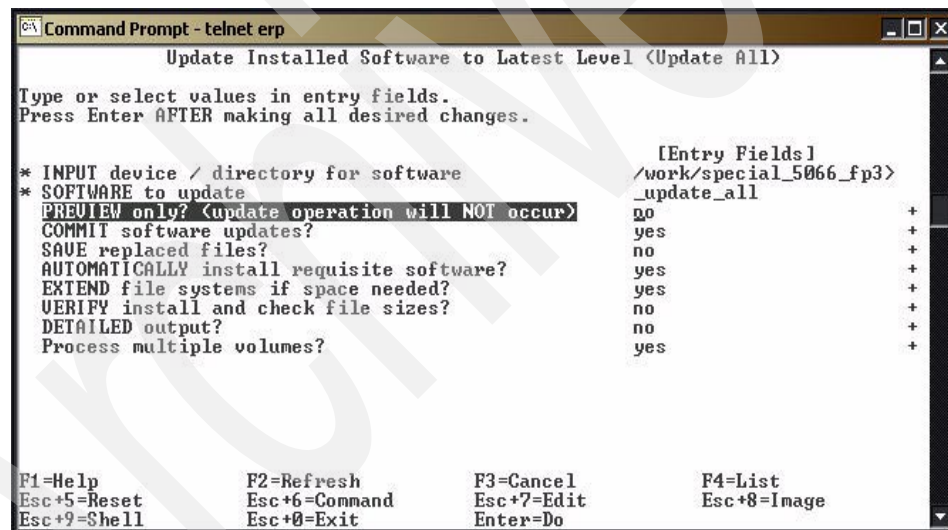 Command Prompt - telnet erp
Update Installed Software to Latest Level (Update All)
Type or select values in entry fields.
Press Enter AFTER making all desired changes.
[Entry Fields]
* INPUT device / directory for software /work/special_5066_fp3>
* SOFTWARE to update _update_all
PREVIEW only? (update operation will NOT occur) no +
COMMIT software updates? yes +
SAVE replaced files? no +
AUTOMATICALLY install requisite software? yes +
EXTEND file systems if space needed? yes +
VERIFY install and check file sizes? no +
DETAILED output? no +
Process multiple volumes? yes +
F1=Help F2=Refresh F3=Cancel F4=List
Esc+5=Reset Esc+6=Command Esc+7=Edit Esc+8=Image
Esc+9=Shell Esc+0=Exit Enter=Do